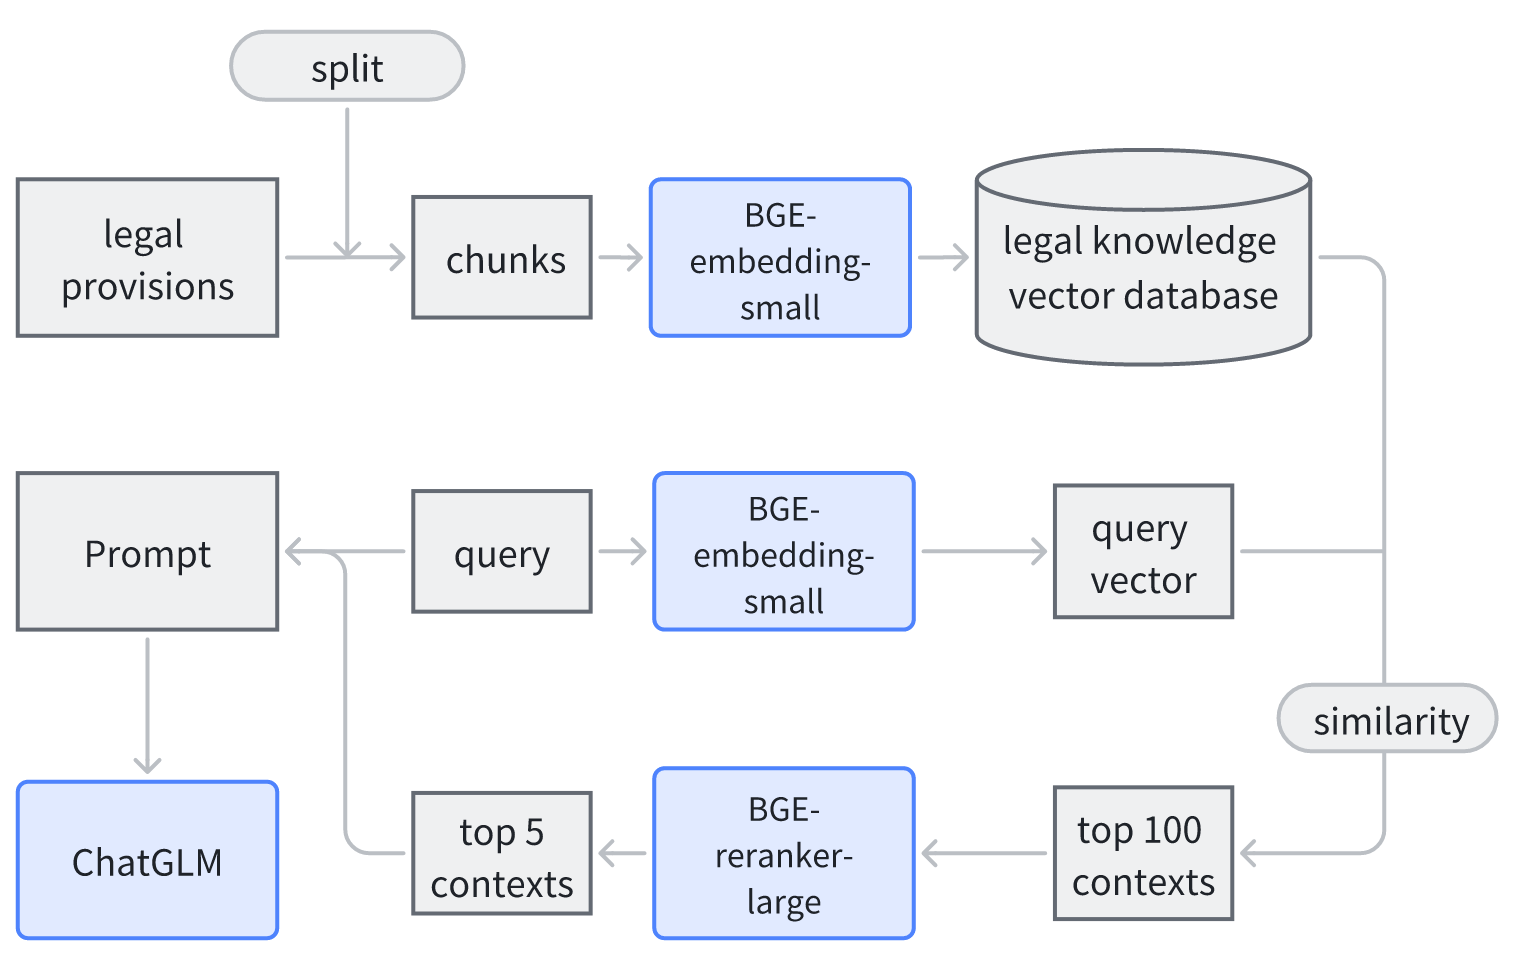 split
legal
provisions
chunks
BGE-
embedding-
small
legal knowledge
vector database
Prompt
query
BGE-
embedding-
small
query
vector
similarity
ChatGLM
top 5
contexts
BGE-
reranker-
large
top 100
contexts